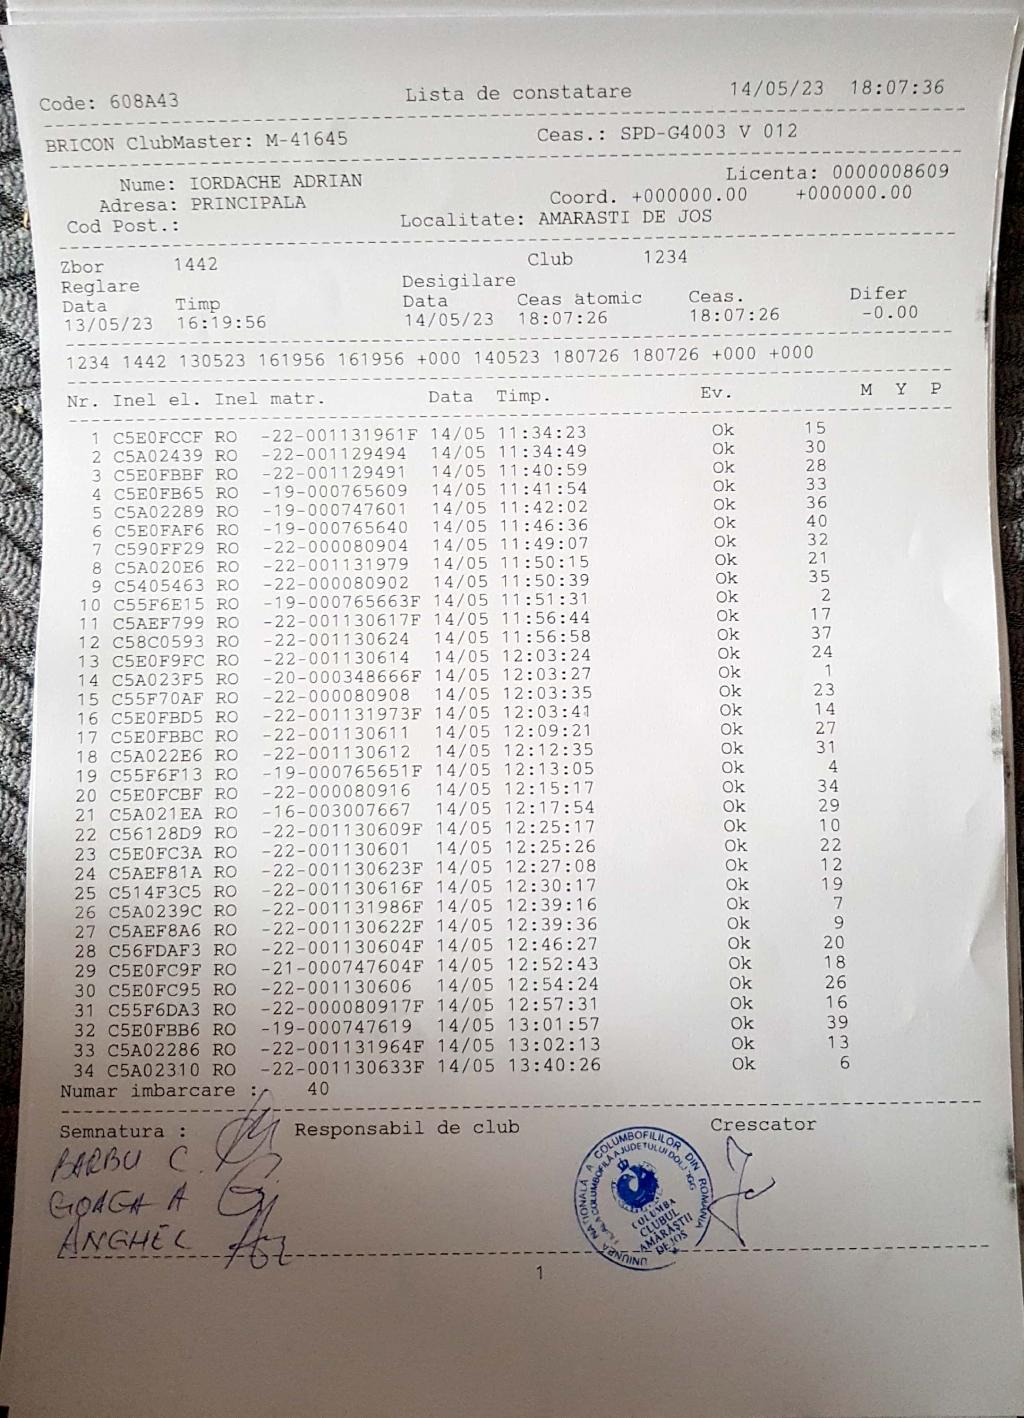 Code: 608A43 Lista de constatare 14/05/23 18:07:36
BRICON ClubMaster: M-41645 Ceas.: SPD-G4003 V 012
Nume: IORDACHE ADRIAN Licenta: 0000008609
Adresa: PRINCIPALA Coord. +000000.00 +000000.00
Cod Post.: Localitate: AMARASTI DE JOS
Zbor 1442 Club 1234
Reglare Desigilare
Data Timp Data Ceas atomic Ceas. Difer
13/05/23 16:19:56 14/05/23 18:07:26 18:07:26 -0.00
1234 1442 130523 161956 161956 +000 140523 180726 180726 +000 +000
Nr. Inel el. Inel matr. Data Timp. Ev. M Y P
1 C5E0FCCF RO -22-001131961F 14/05 11:34:23 Ok 15
2 C5A02439 RO -22-001129494 14/05 11:34:49 Ok 30
3 C5E0FBBF RO -22-001129491 14/05 11:40:59 Ok 28
4 C5E0FB65 RO -19-000765609 14/05 11:41:54 Ok 33
5 C5A02289 RO -19-000747601 14/05 11:42:02 Ok 36
6 C5E0FAF6 RO -19-000765640 14/05 11:46:36 Ok 40
7 C590FF29 RO -22-000080904 14/05 11:49:07 Ok 32
8 C5A020E6 RO -22-001131979 14/05 11:50:15 Ok 21
9 C5405463 RO -22-000080902 14/05 11:50:39 Ok 35
10 C55F6E15 RO -19-000765663F 14/05 11:51:31 Ok 2
11 C5AEF799 RO -22-001130617F 14/05 11:56:44 Ok 17
12 C58C0593 RO -22-001130624 14/05 11:56:58 Ok 37
13 C5E0F9FC RO -22-001130614 14/05 12:03:24 Ok 24
14 C5A023F5 RO -20-000348666F 14/05 12:03:27 Ok 1
15 C55F70AF RO -22-000080908 14/05 12:03:35 Ok 23
16 C5E0FBD5 RO -22-001131973F 14/05 12:03:41 Ok 14
17 C5E0FBBC RO -22-001130611 14/05 12:09:21 Ok 27
18 C5A022E6 RO -22-001130612 14/05 12:12:35 Ok 31
19 C55F6F13 RO -19-000765651F 14/05 12:13:05 Ok 4
20 C5E0FCBF RO -22-000080916 14/05 12:15:17 Ok 34
21 C5A021EA RO -16-003007667 14/05 12:17:54 Ok 29
22 C56128D9 RO -22-001130609F 14/05 12:25:17 Ok 10
23 C5E0FC3A RO -22-001130601 14/05 12:25:26 Ok 22
24 C5AEF81A RO -22-001130623F 14/05 12:27:08 Ok 12
25 C514F3C5 RO -22-001130616F 14/05 12:30:17 Ok 19
26 C5A0239C RO -22-001131986F 14/05 12:39:16 Ok 7
27 C5AEF8A6 RO -22-001130622F 14/05 12:39:36 Ok 9
28 C56FDAF3 RO -22-001130604F 14/05 12:46:27 Ok 20
29 C5E0FC9F RO -21-000747604F 14/05 12:52:43 Ok 18
30 C5E0FC95 RO -22-001130606 14/05 12:54:24 Ok 26
31 C55F6DA3 RO -22-000080917F 14/05 12:57:31 Ok 16
32 C5E0FBB6 RO -19-000747619 14/05 13:01:57 Ok 39
33 C5A02286 RO -22-001131964F 14/05 13:02:13 Ok 13
34 C5A02310 RO -22-001130633F 14/05 13:40:26 Ok 6
Numar imbarcare : 40
Semnatura : Responsabil de club Crescator
BARBU C.
GOAGA A
ANGHEL
UNIUNEA NAȚIONALĂ A COLUMBOFILILOR DIN ROMANIA
COLUMBOFILĂ A JUDETULUI DOLJ
COLUMBA
CLUBUL
AMĂRĂȘTII
DE JOS
1